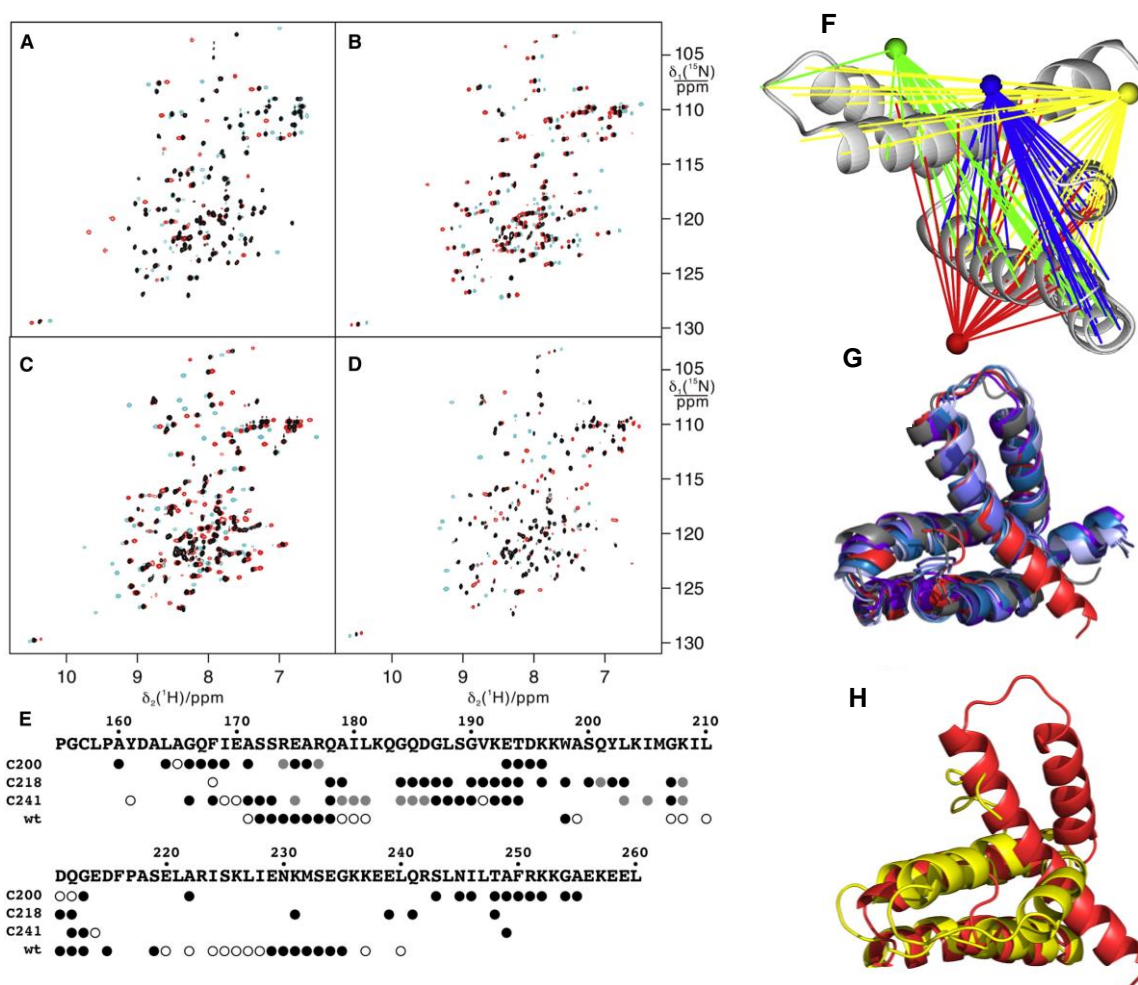 A
B
105
δ₁(¹⁵N)
ppm
110
115
120
125
130
C
D
105
δ₁(¹⁵N)
ppm
110
115
120
125
130
10 9 8 7
δ₂(¹H)/ppm
10 9 8 7
δ₂(¹H)/ppm
E
160 170 180 190 200 210
PGCLPAYDALAGQFIEASSREARQAILKQGQDGLSGVKETDKKWASQYLKIMGKIL
C200
C218
C241
wt
220 230 240 250 260
DQGEDFPASELARISKLIENKMSEGKKEELQRSLNILTAFRKKGAEKEEL
C200
C218
C241
wt
F
G
H